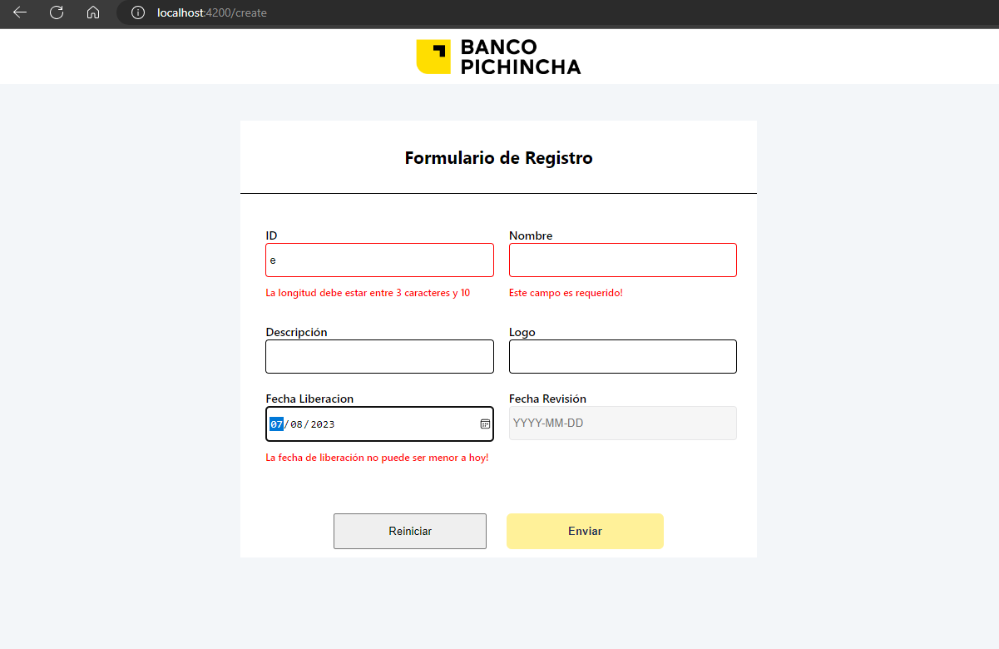 localhost:4200/create
BANCO
PICHINCHA
Formulario de Registro
ID
Nombre
e
La longitud debe estar entre 3 caracteres y 10
Este campo es requerido!
Descripción
Logo
Fecha Liberacion
Fecha Revisión
07/08/2023
YYYY-MM-DD
La fecha de liberación no puede ser menor a hoy!
Reiniciar
Enviar